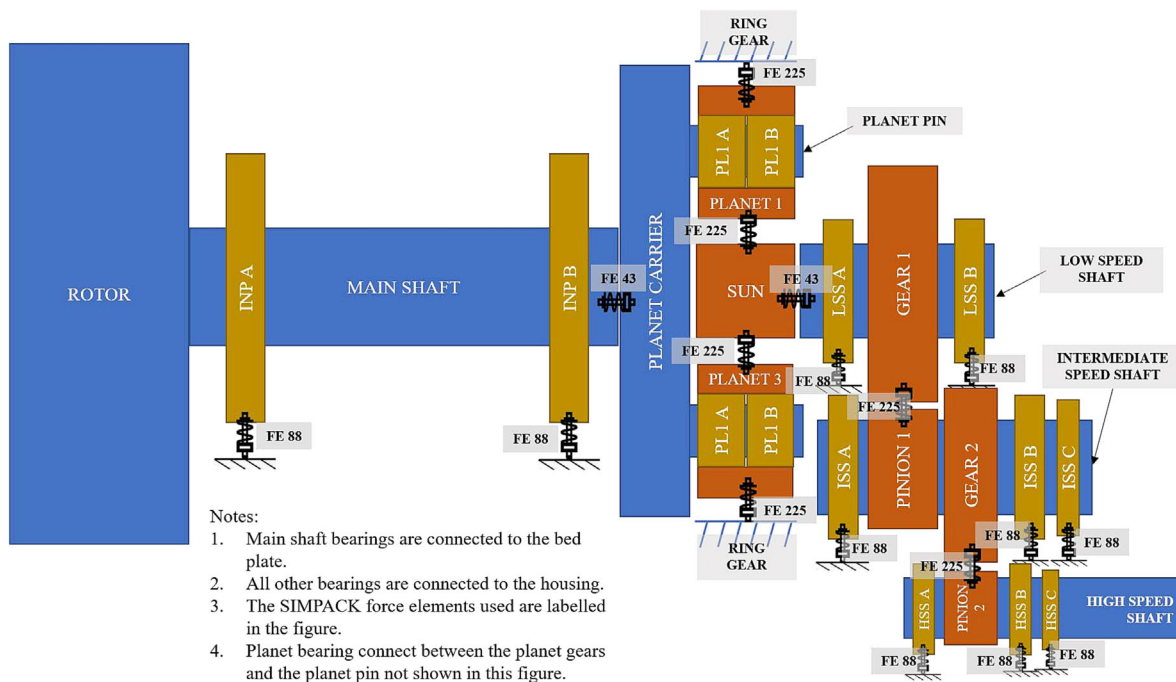 RING
GEAR
FE 225
PLANET PIN
PL1 A
PL1 B
PLANET 1
FE 225
ROTOR
INP A
MAIN SHAFT
INP B
FE 43
PLANET CARRIER
SUN
FE 43
LSS A
GEAR 1
LSS B
LOW SPEED
SHAFT
FE 225
PLANET 3
FE 88
FE 88
INTERMEDIATE
SPEED SHAFT
PL1 A
PL1 B
FE 225
FE 88
FE 88
ISS A
PINION 1
GEAR 2
ISS B
ISS C
FE 225
RING
GEAR
FE 88
FE 88
FE 88
FE 225
HSS A
PINION 2
HSS B
HSS C
HIGH SPEED
SHAFT
FE 88
FE 88
FE 88
Notes:
1. Main shaft bearings are connected to the bed
plate.
2. All other bearings are connected to the housing.
3. The SIMPACK force elements used are labelled
in the figure.
4. Planet bearing connect between the planet gears
and the planet pin not shown in this figure.